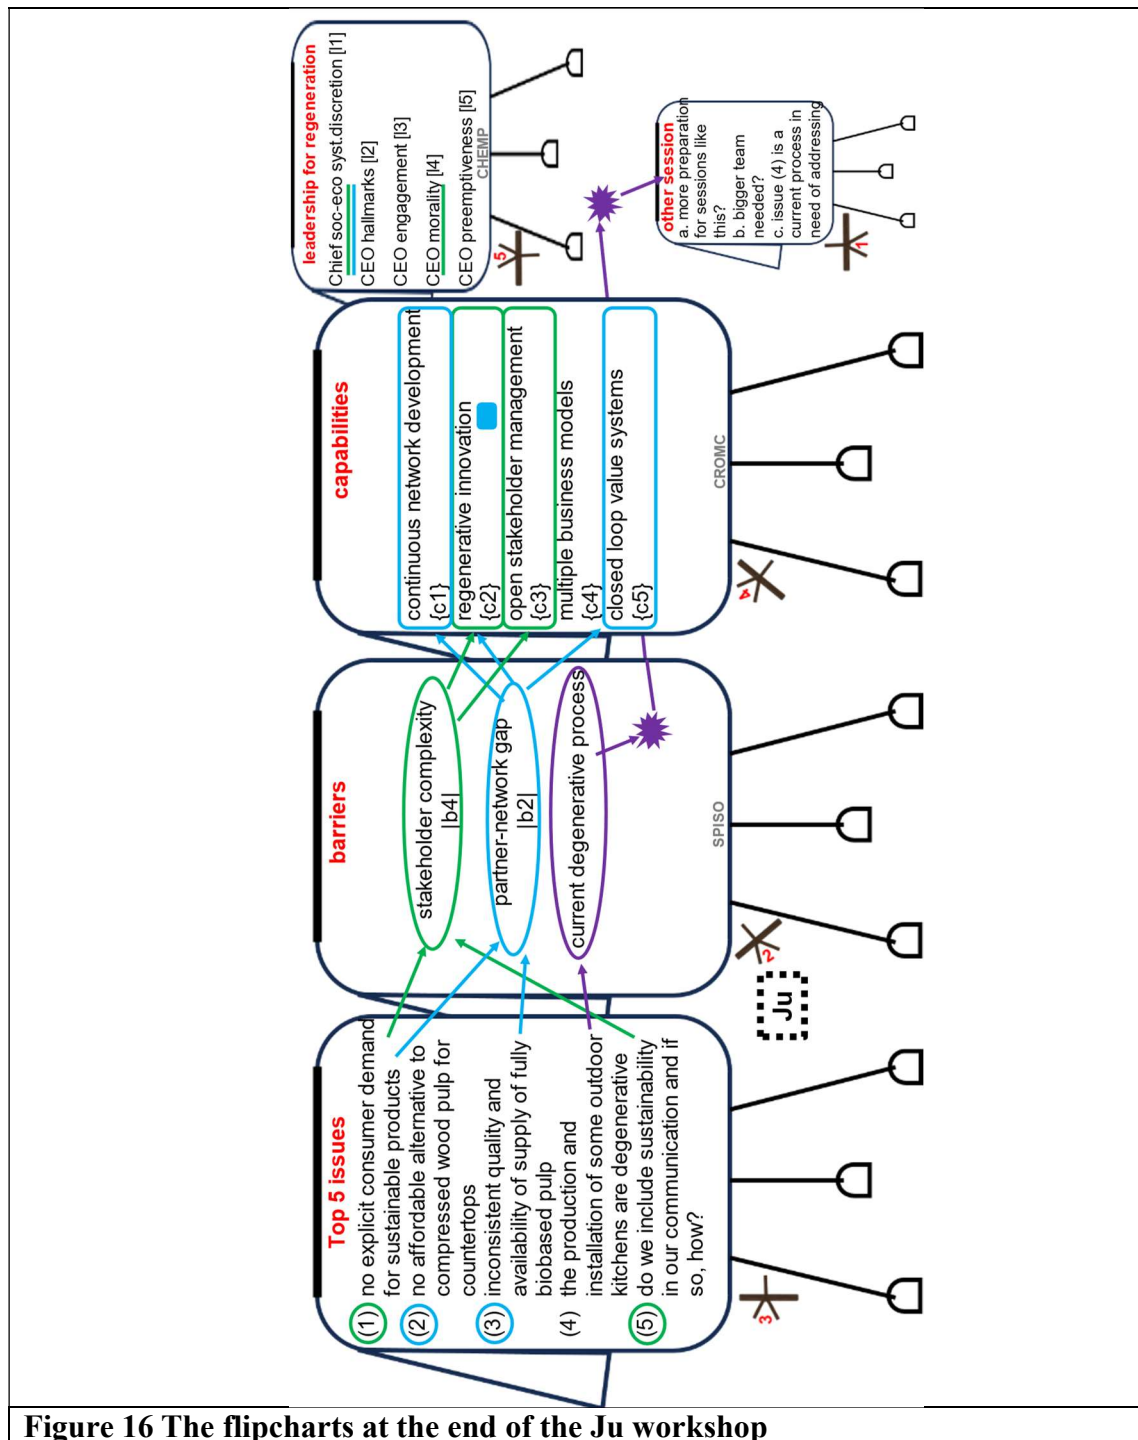 Top 5 issues
(1) no explicit consumer demand
for sustainable products
(2) no affordable alternative to
compressed wood pulp for
countertops
(3) inconsistent quality and
availability of supply of fully
biobased pulp
(4) the production and
installation of some outdoor
kitchens are degenerative
(5) do we include sustainability
in our communication and if
so, how?
3
Ju
barriers
stakeholder complexity
|b4|
partner-network gap
|b2|
current degenerative process
SPISO
2
capabilities
continuous network development
{c1}
regenerative innovation
{c2}
open stakeholder management
{c3}
multiple business models
{c4}
closed loop value systems
{c5}
CROMC
4
leadership for regeneration
Chief soc-eco syst.discretion [l1]
CEO hallmarks [l2]
CEO engagement [l3]
CEO morality [l4]
CEO preemptiveness [l5]
CHEMP
5
other session
a. more preparation
for sessions like
this?
b. bigger team
needed?
c. issue (4) is a
current process in
need of addressing
1
Figure 16 The flipcharts at the end of the Ju workshop